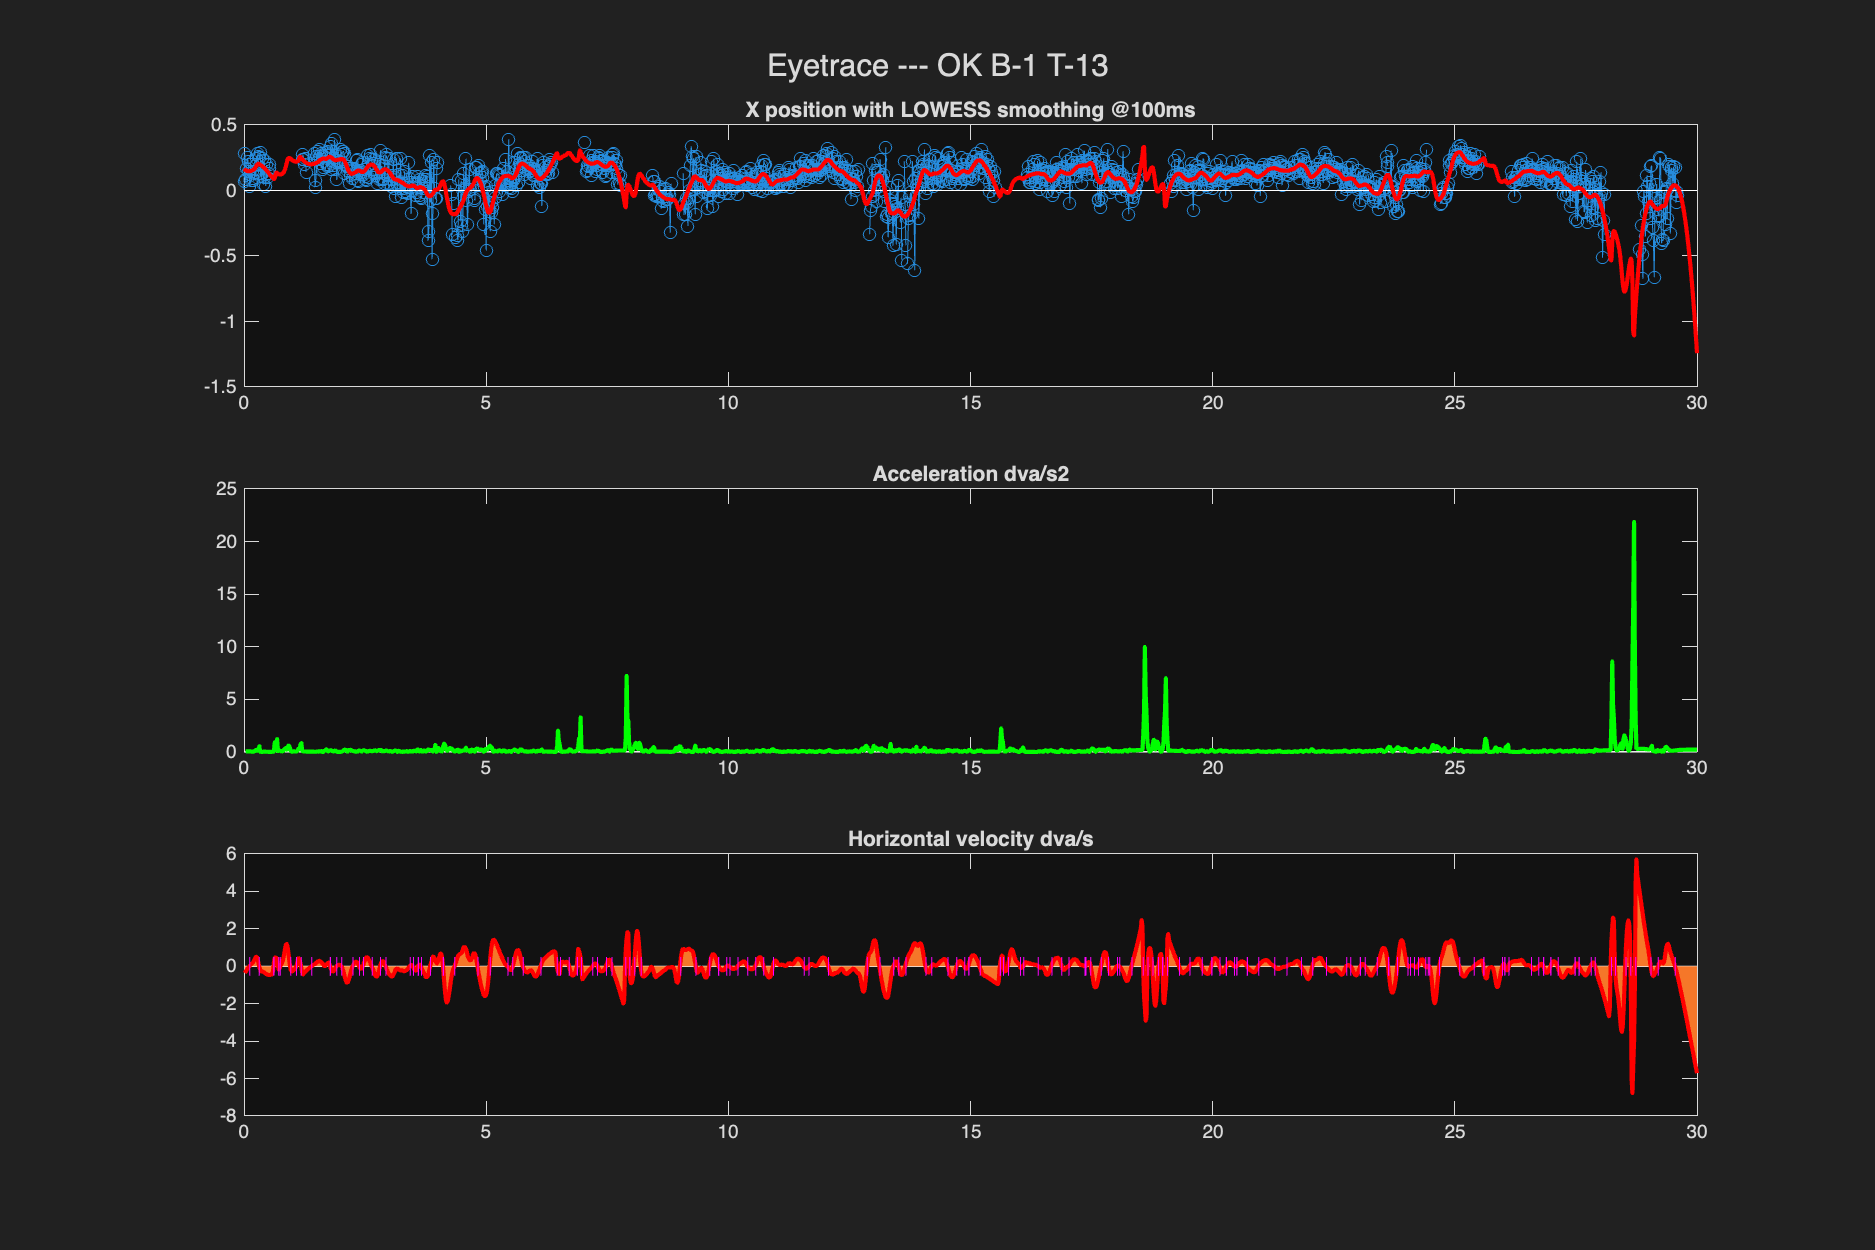 Eyetrace --- OK B-1 T-13
X position with LOWESS smoothing @100ms
0.5
0
-0.5
-1
-1.5
0 5 10 15 20 25 30
Acceleration dva/s2
25
20
15
10
5
0
0 5 10 15 20 25 30
Horizontal velocity dva/s
6
4
2
0
-2
-4
-6
-8
0 5 10 15 20 25 30